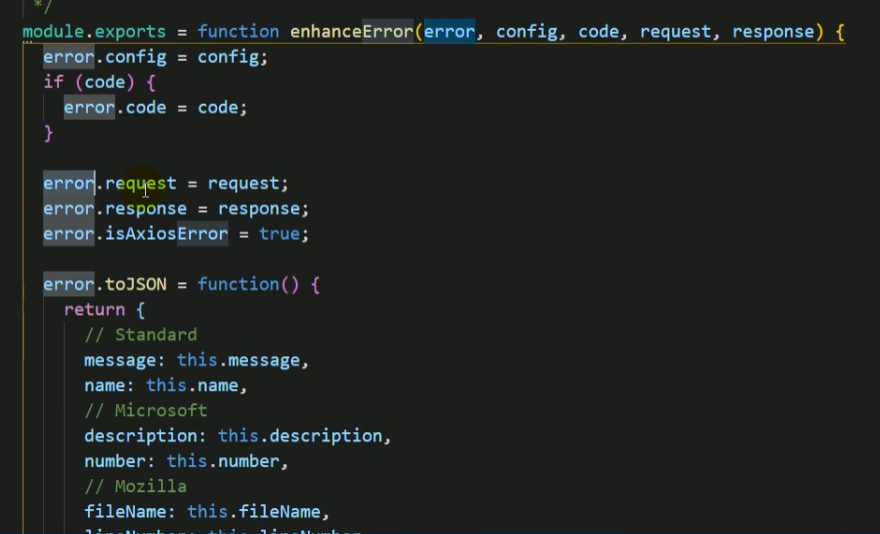 */
module.exports = function enhanceError(error, config, code, request, response) {
error.config = config;
if (code) {
error.code = code;
}
error.request = request;
error.response = response;
error.isAxiosError = true;
error.toJSON = function() {
return {
// Standard
message: this.message,
name: this.name,
// Microsoft
description: this.description,
number: this.number,
// Mozilla
fileName: this.fileName,